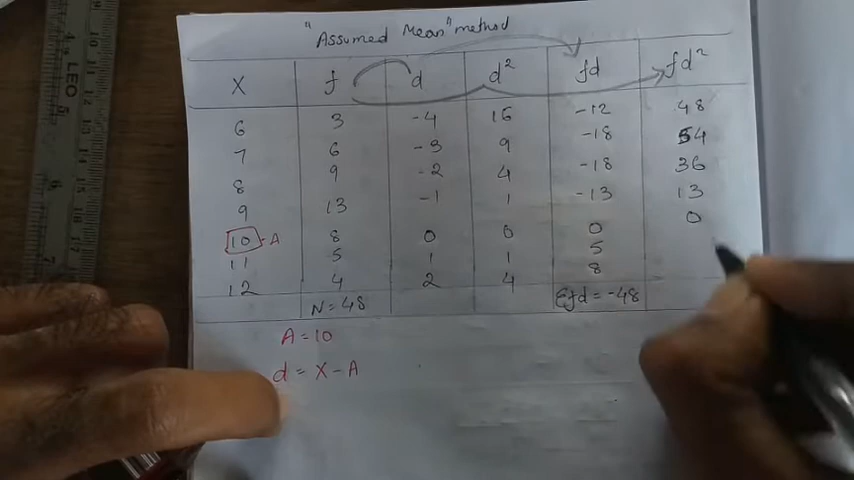 "Assumed Mean" method
X f d d² fd fd²
6 3 -4 16 -12 48
7 6 -3 9 -18 54
8 9 -2 4 -18 36
9 13 -1 1 -13 13
10 -A 8 0 0 0 0
11 5 1 1 5
12 4 2 4 8
N = 48 Σfd = -48
A = 10
d = X - A
LEO